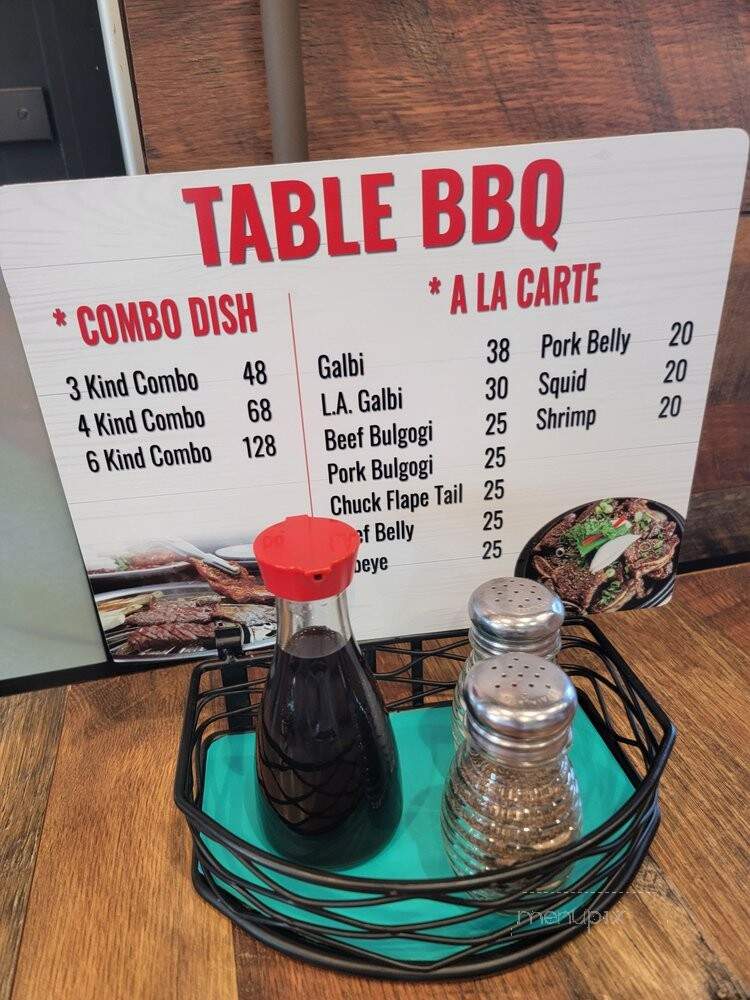 TABLE BBQ
* COMBO DISH
3 Kind Combo 48
4 Kind Combo 68
6 Kind Combo 128
* A LA CARTE
Galbi 38
L.A. Galbi 30
Beef Bulgogi 25
Pork Bulgogi 25
Chuck Flape Tail 25
Belly 25
25
Pork Belly 20
Squid 20
Shrimp 20
menupix